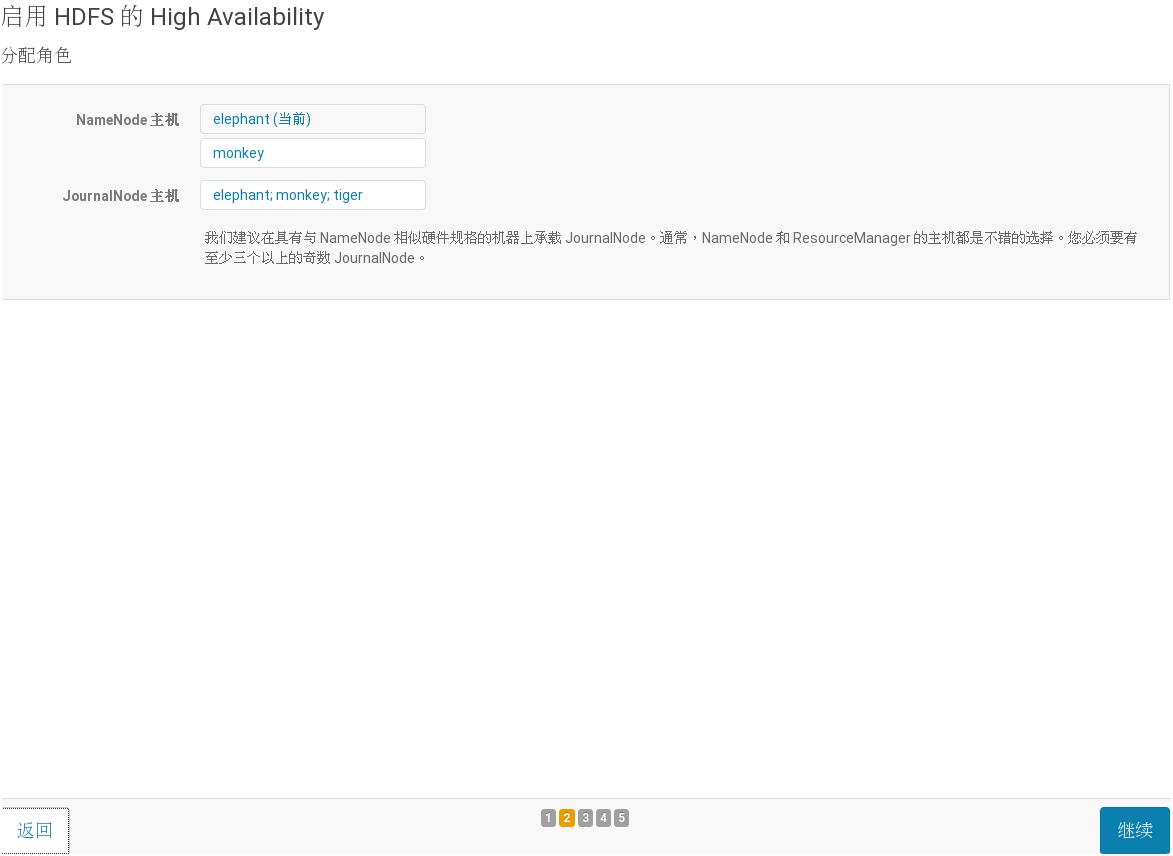 启用 HDFS 的 High Availability
分配角色
NameNode 主机
elephant (当前)
monkey
JournalNode 主机
elephant; monkey; tiger
我们建议在具有与 NameNode 相似硬件规格的机器上承载 JournalNode。通常，NameNode 和 ResourceManager 的主机都是不错的选择。您必须要有
至少三个以上的奇数 JournalNode。
返回
1 2 3 4 5
继续